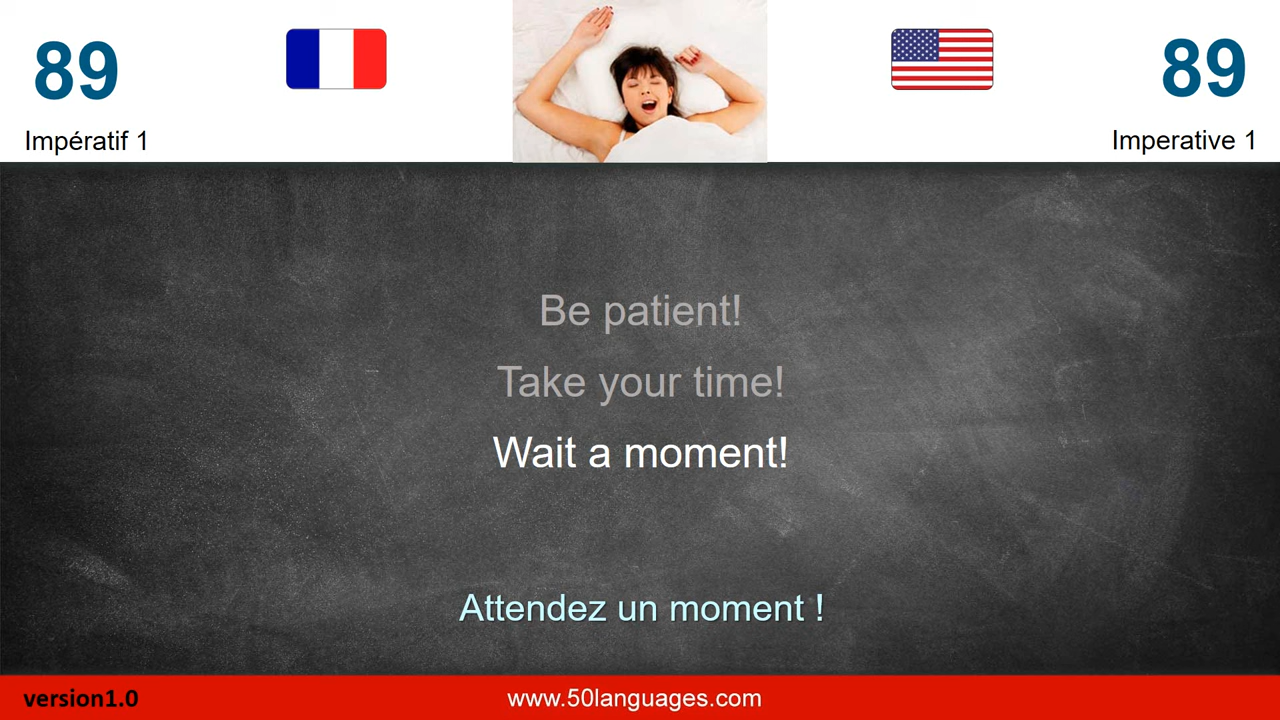 89
89
Impératif 1
Imperative 1
Be patient!
Take your time!
Wait a moment!
Attendez un moment !
version1.0
www.50languages.com